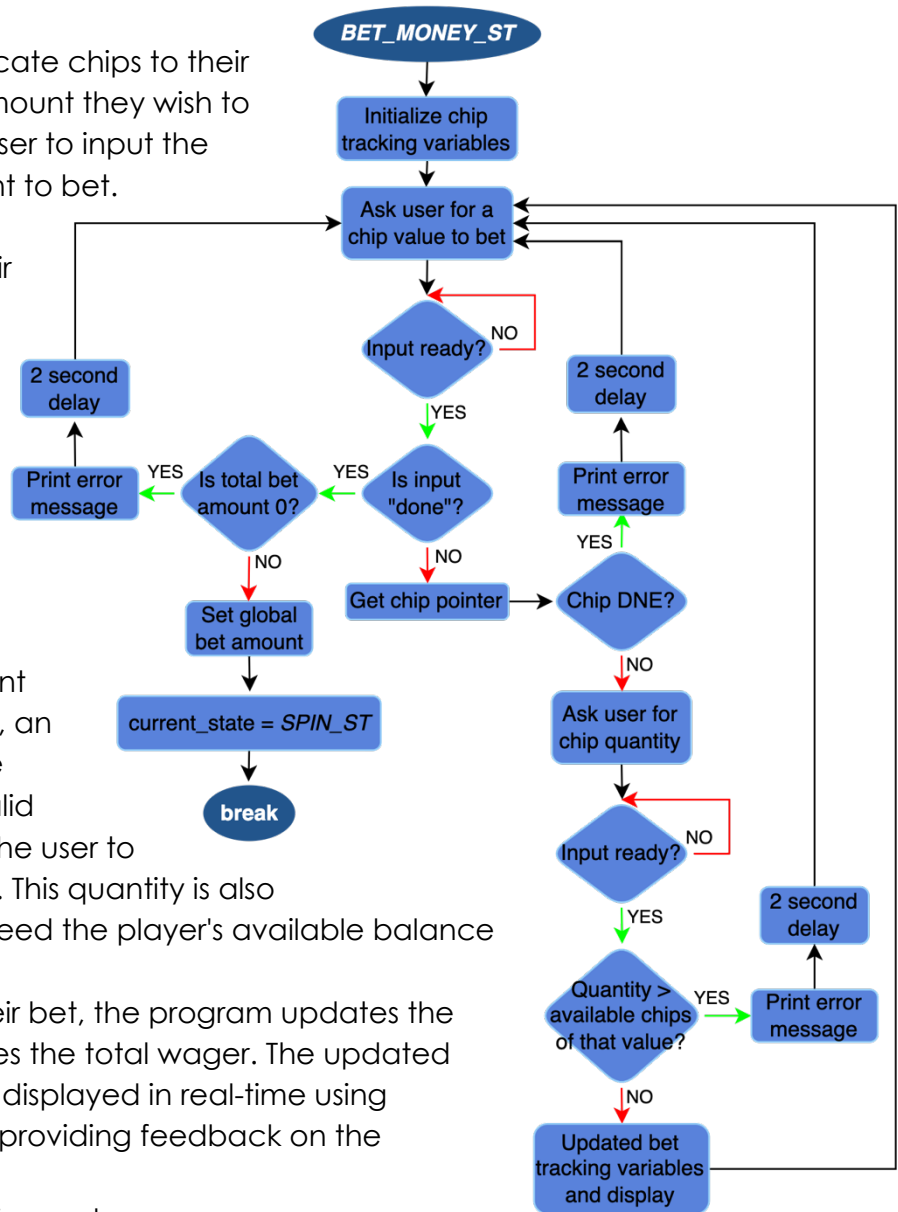 BET_MONEY_ST
cate chips to their
mount they wish to
ser to input the
nt to bet.
ir
nt
, an
e
lid
he user to
. This quantity is also
eed the player's available balance
eir bet, the program updates the
es the total wager. The updated
displayed in real-time using
providing feedback on the
Initialize chip
tracking variables
Ask user for a
chip value to bet
Input ready?
NO
YES
Is input
"done"?
YES
Is total bet
amount 0?
YES
Print error
message
2 second
delay
NO
Set global
bet amount
current_state = SPIN_ST
break
NO
Get chip pointer
Chip DNE?
YES
Print error
message
2 second
delay
NO
Ask user for
chip quantity
Input ready?
NO
YES
Quantity >
available chips
of that value?
YES
Print error
message
2 second
delay
NO
Updated bet
tracking variables
and display